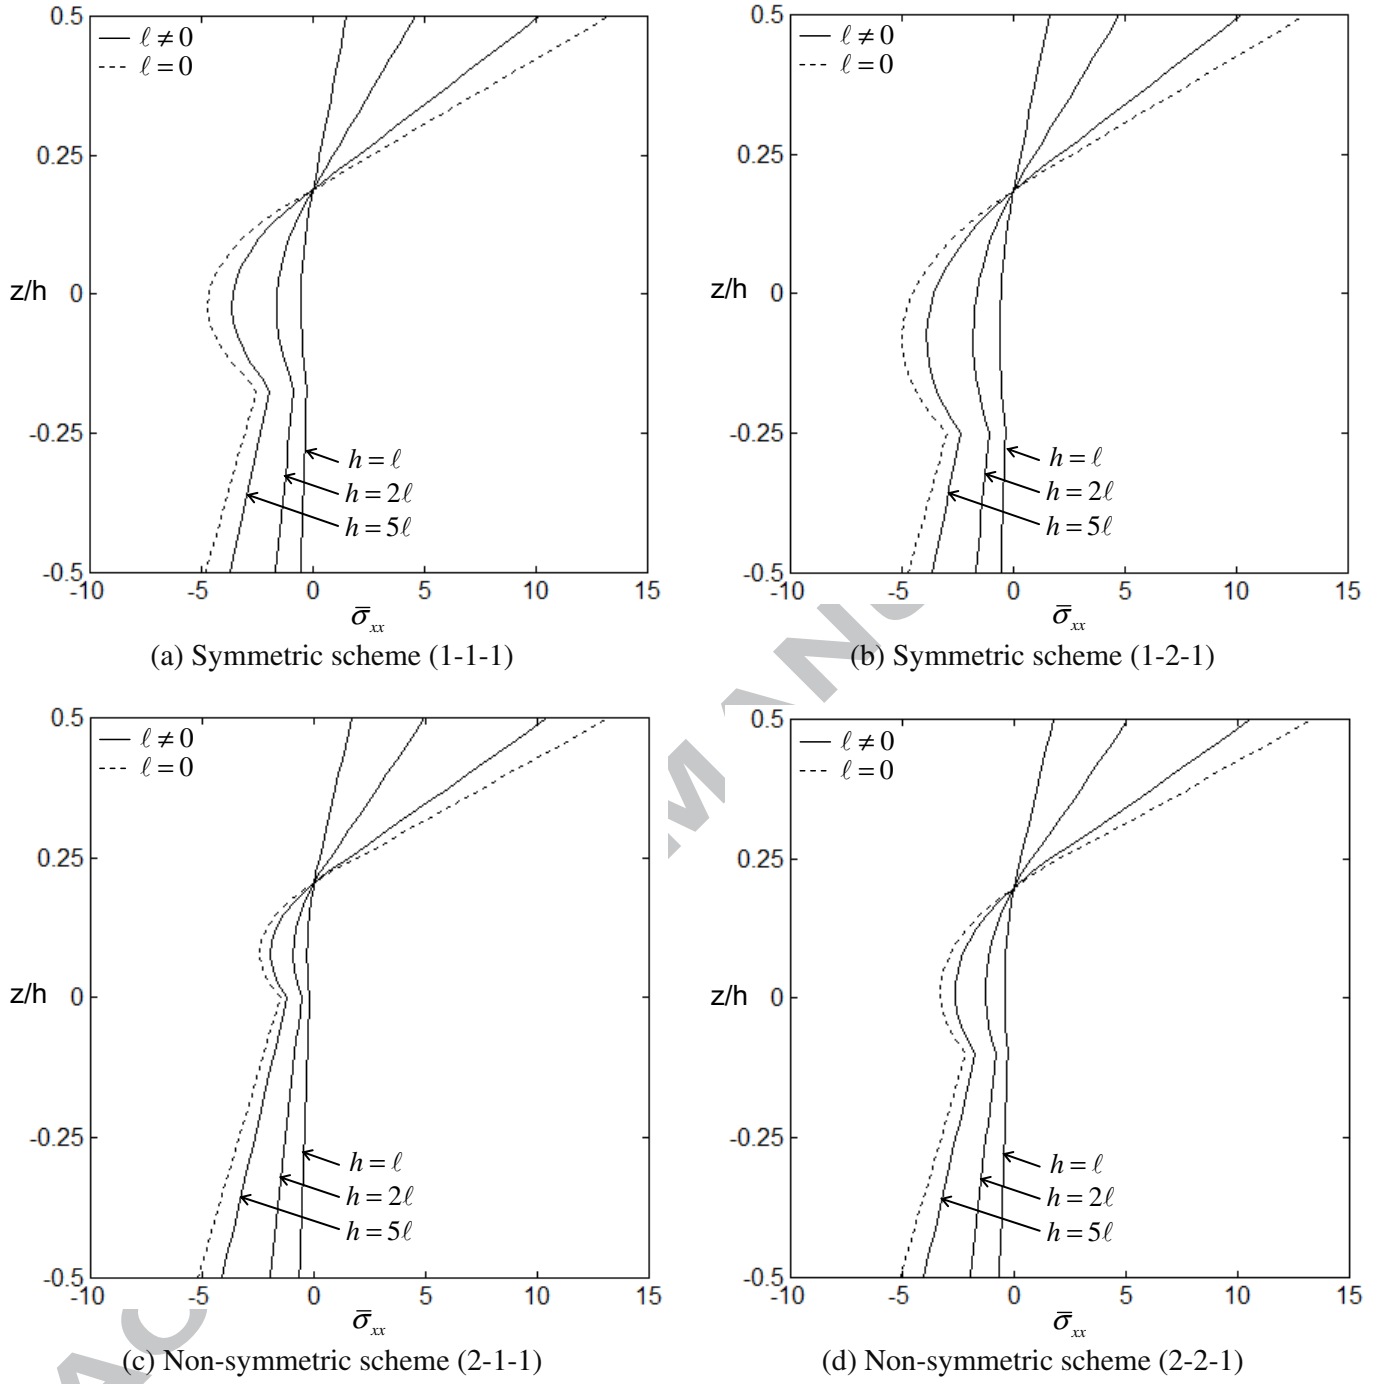 0.5
0.25
z/h
0
-0.25
-0.5
-10
-5
0
5
10
15
ℓ ≠ 0
ℓ = 0
h = ℓ
h = 2ℓ
h = 5ℓ
σ̅xx
(a) Symmetric scheme (1-1-1)
0.5
0.25
z/h
0
-0.25
-0.5
-10
-5
0
5
10
15
ℓ ≠ 0
ℓ = 0
h = ℓ
h = 2ℓ
h = 5ℓ
σ̅xx
(b) Symmetric scheme (1-2-1)
0.5
0.25
z/h
0
-0.25
-0.5
-10
-5
0
5
10
15
ℓ ≠ 0
ℓ = 0
h = ℓ
h = 2ℓ
h = 5ℓ
σ̅xx
(c) Non-symmetric scheme (2-1-1)
0.5
0.25
z/h
0
-0.25
-0.5
-10
-5
0
5
10
15
ℓ ≠ 0
ℓ = 0
h = ℓ
h = 2ℓ
h = 5ℓ
σ̅xx
(d) Non-symmetric scheme (2-2-1)